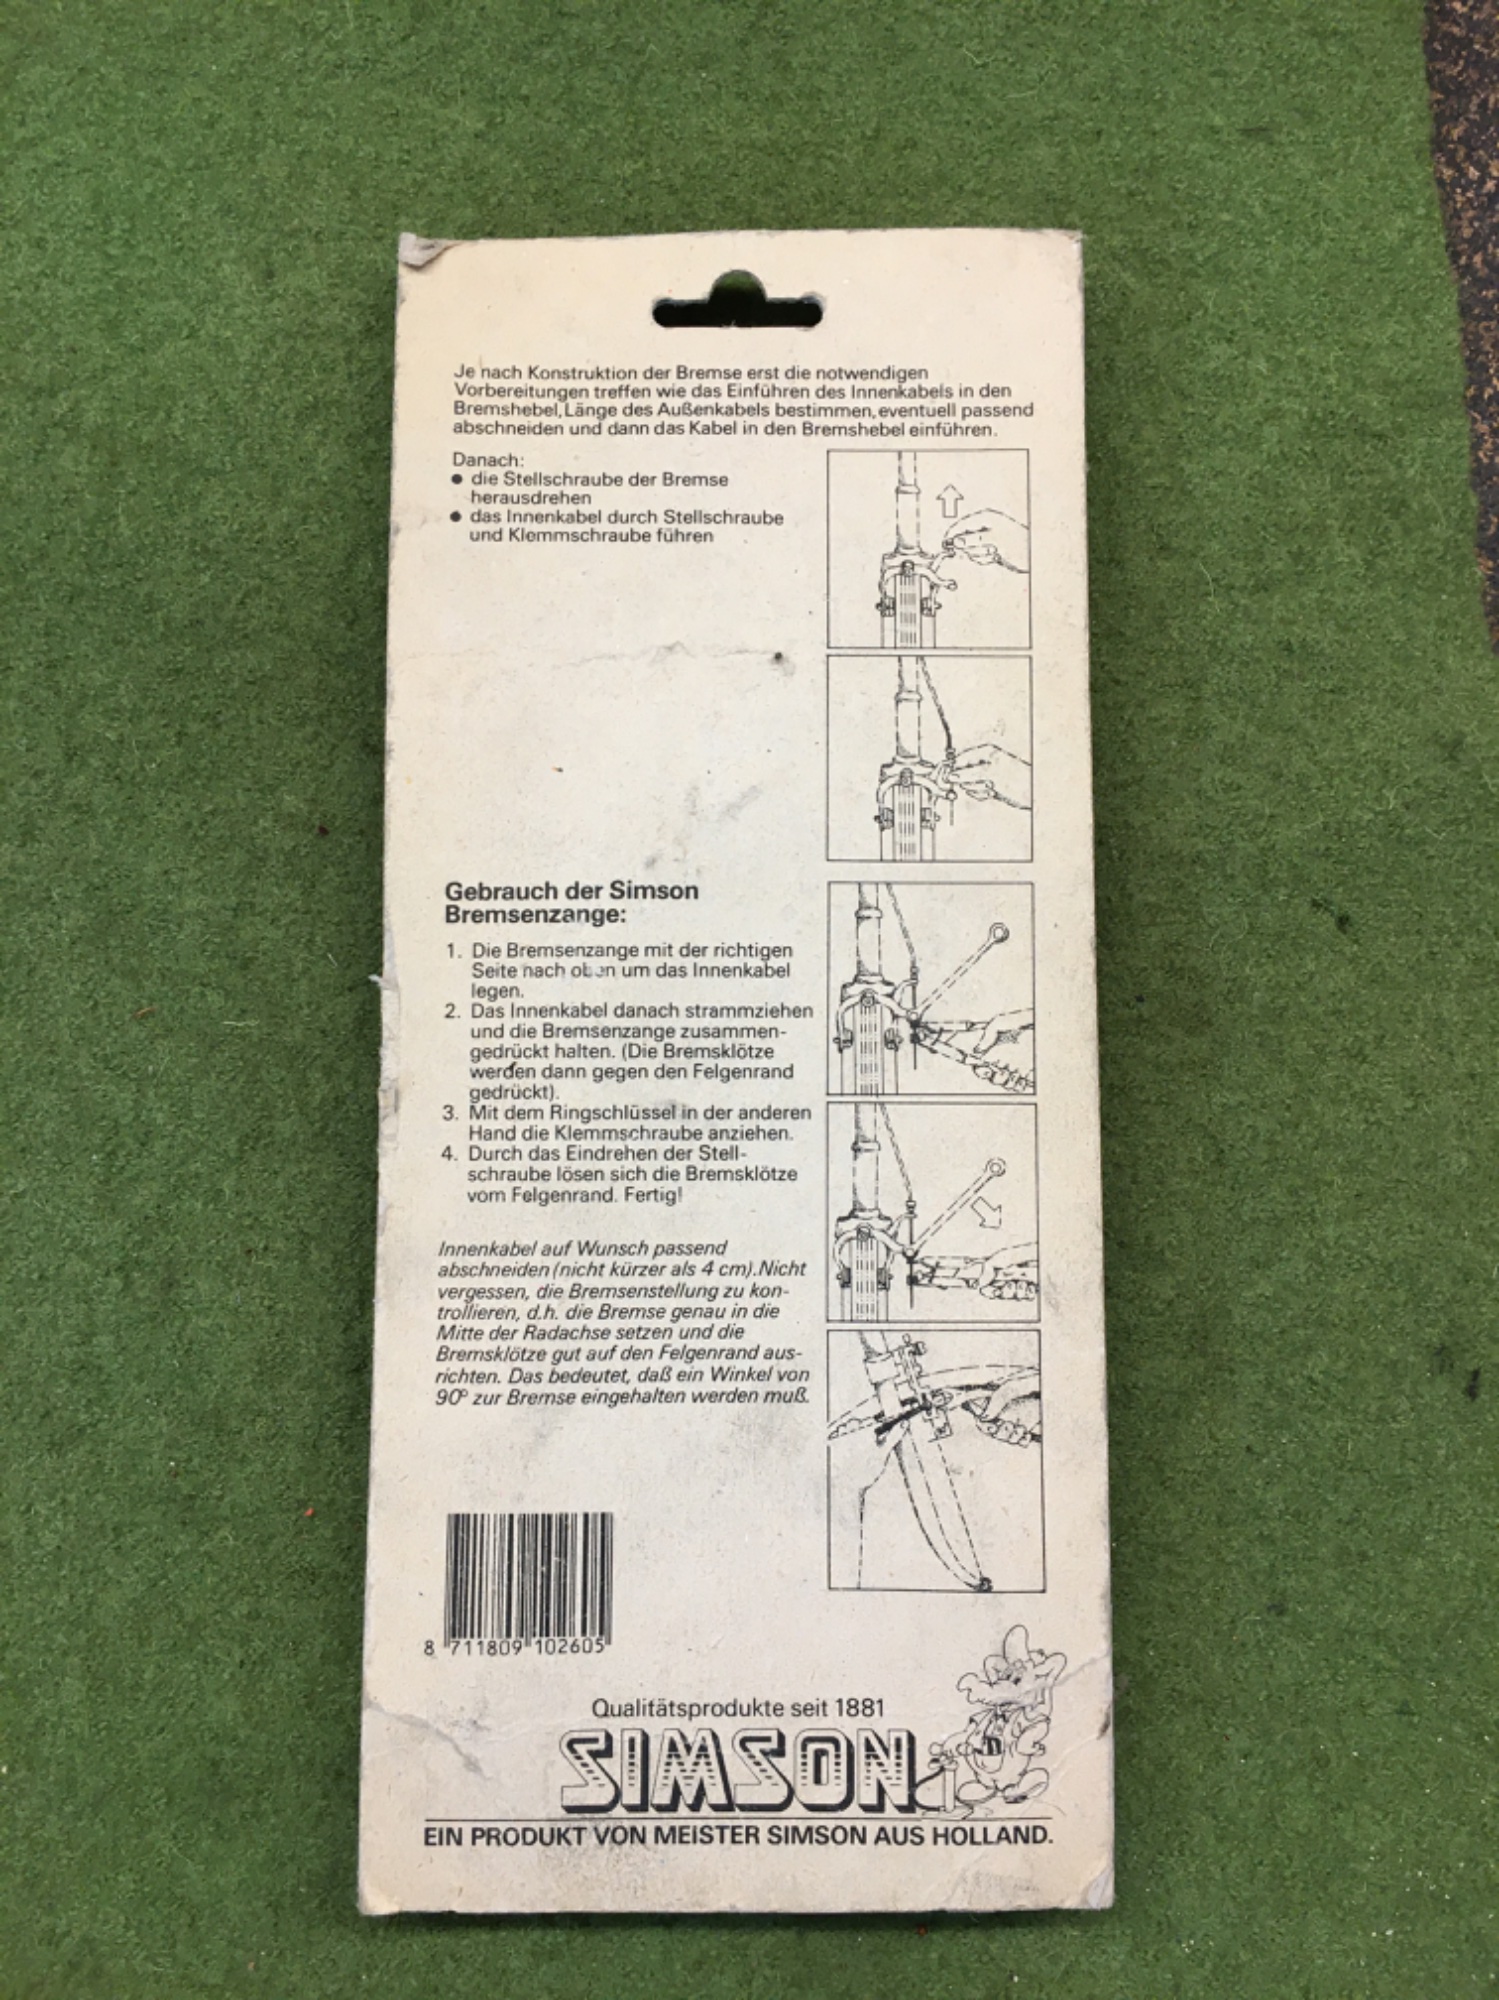 Je nach Konstruktion der Bremse erst die notwendigen
Vorbereitungen treffen wie das Einführen des Innenkabels in den
Bremshebel, Länge des Außenkabels bestimmen, eventuell passend
abschneiden und dann das Kabel in den Bremshebel einführen.
Danach:
● die Stellschraube der Bremse
herausdrehen
● das Innenkabel durch Stellschraube
und Klemmschraube führen
Gebrauch der Simson
Bremsenzange:
1. Die Bremsenzange mit der richtigen
Seite nach oben um das Innenkabel
legen.
2. Das Innenkabel danach strammziehen
und die Bremsenzange zusammen-
gedrückt halten. (Die Bremsklötze
werden dann gegen den Felgenrand
gedrückt).
3. Mit dem Ringschlüssel in der anderen
Hand die Klemmschraube anziehen.
4. Durch das Eindrehen der Stell-
schraube lösen sich die Bremsklötze
vom Felgenrand. Fertig!
Innenkabel auf Wunsch passend
abschneiden (nicht kürzer als 4 cm). Nicht
vergessen, die Bremsenstellung zu kon-
trollieren, d.h. die Bremse genau in die
Mitte der Radachse setzen und die
Bremsklötze gut auf den Felgenrand aus-
richten. Das bedeutet, daß ein Winkel von
90° zur Bremse eingehalten werden muß.
8 711809 102605
Qualitätsprodukte seit 1881
SIMSON
EIN PRODUKT VON MEISTER SIMSON AUS HOLLAND.